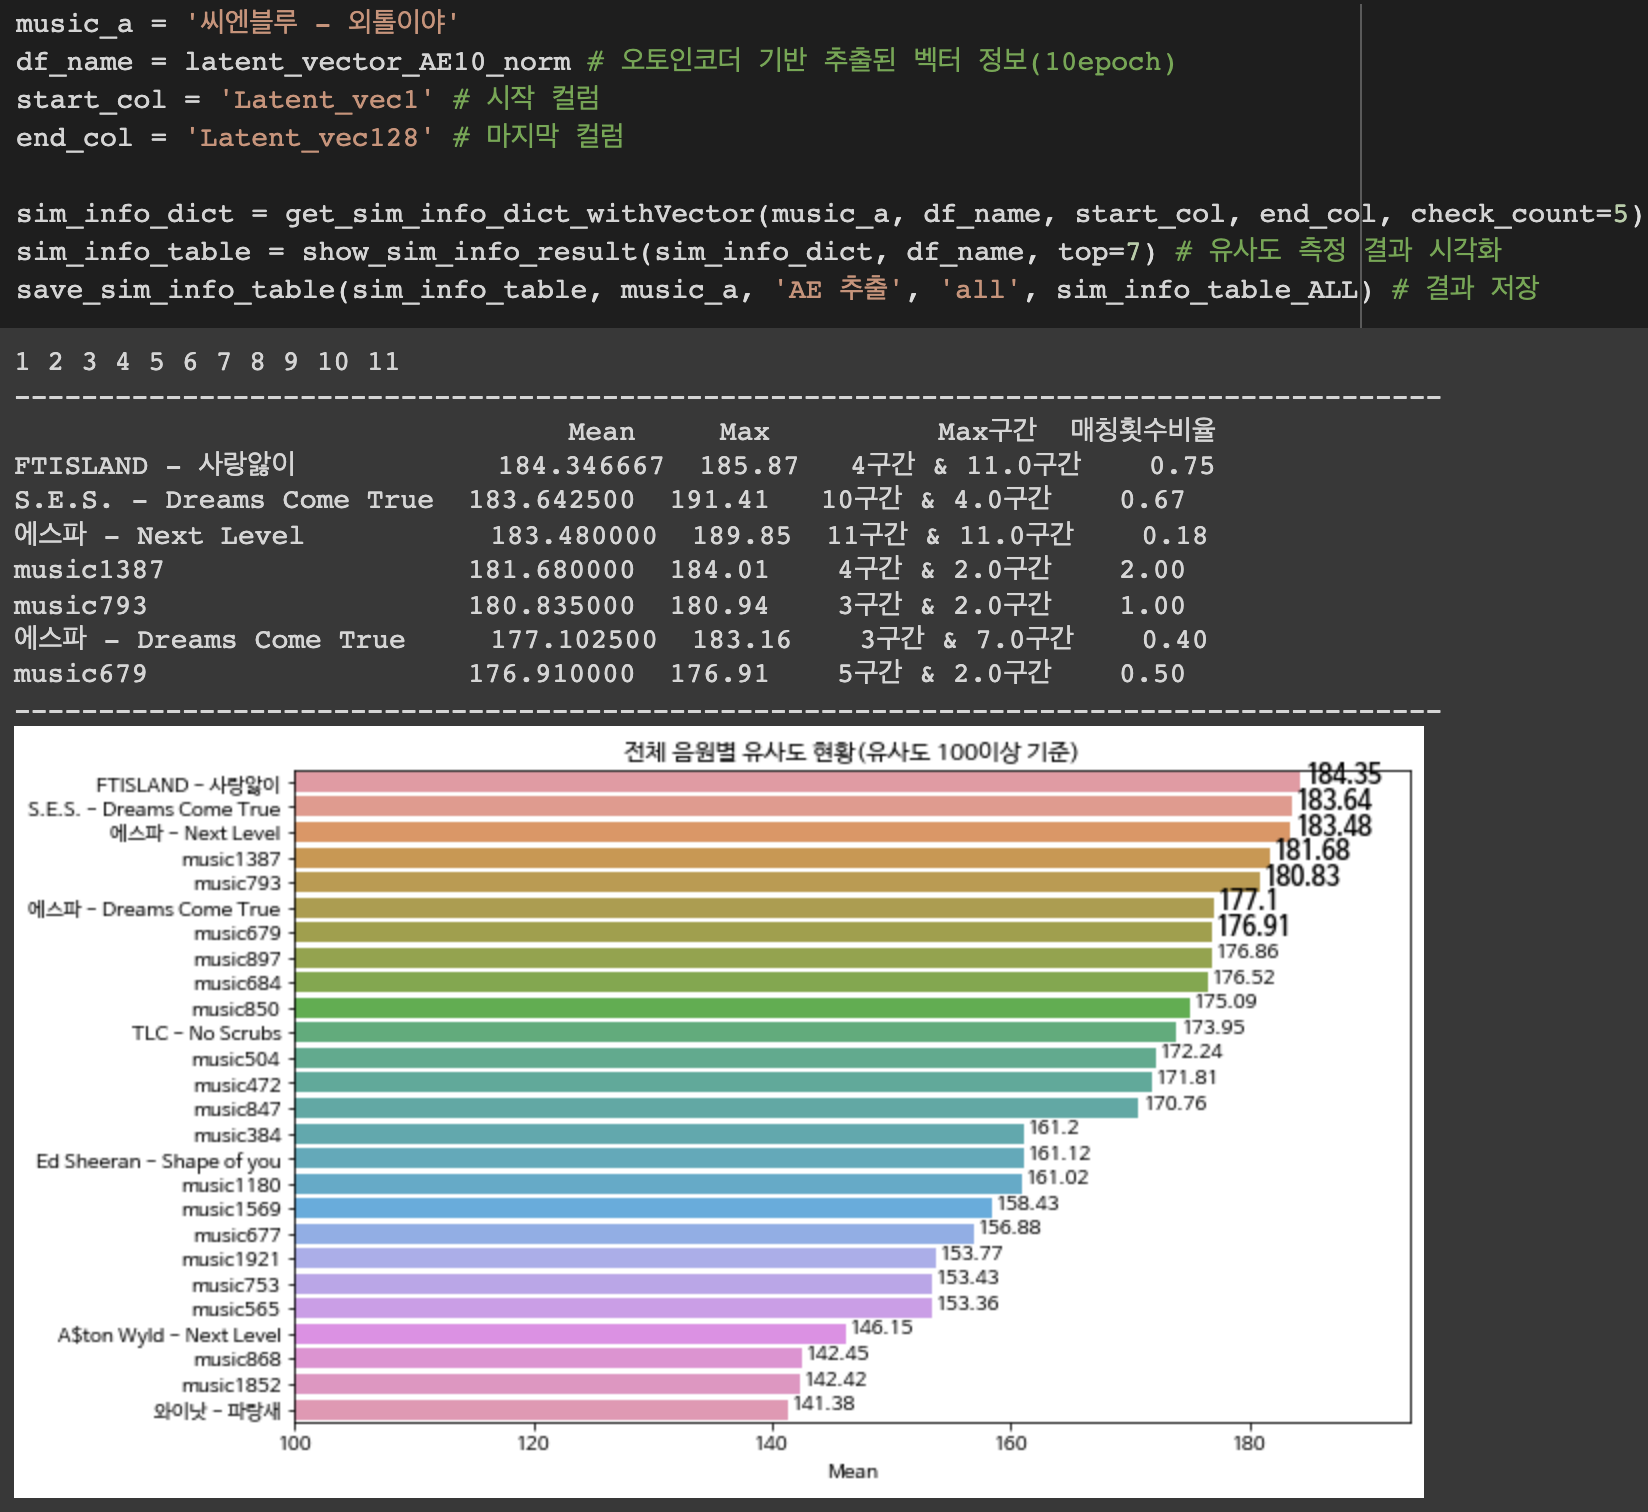 music_a = '씨엔블루 - 외톨이야'
df_name = latent_vector_AE10_norm # 오토인코더 기반 추출된 벡터 정보(10epoch)
start_col = 'Latent_vec1' # 시작 컬럼
end_col = 'Latent_vec128' # 마지막 컬럼
sim_info_dict = get_sim_info_dict_withVector(music_a, df_name, start_col, end_col, check_count=5)
sim_info_table = show_sim_info_result(sim_info_dict, df_name, top=7) # 유사도 측정 결과 시각화
save_sim_info_table(sim_info_table, music_a, 'AE 추출', 'all', sim_info_table_ALL) # 결과 저장
1 2 3 4 5 6 7 8 9 10 11
-------------------------------------------------------------------------------------
Mean Max Max구간 매칭횟수비율
FTISLAND - 사랑앓이 184.346667 185.87 4구간 & 11.0구간 0.75
S.E.S. - Dreams Come True 183.642500 191.41 10구간 & 4.0구간 0.67
에스파 - Next Level 183.480000 189.85 11구간 & 11.0구간 0.18
music1387 181.680000 184.01 4구간 & 2.0구간 2.00
music793 180.835000 180.94 3구간 & 2.0구간 1.00
에스파 - Dreams Come True 177.102500 183.16 3구간 & 7.0구간 0.40
music679 176.910000 176.91 5구간 & 2.0구간 0.50
-------------------------------------------------------------------------------------
전체 음원별 유사도 현황(유사도 100이상 기준)
FTISLAND - 사랑앓이 184.35
S.E.S. - Dreams Come True 183.64
에스파 - Next Level 183.48
music1387 181.68
music793 180.83
에스파 - Dreams Come True 177.1
music679 176.91
music897 176.86
music684 176.52
music850 175.09
TLC - No Scrubs 173.95
music504 172.24
music472 171.81
music847 170.76
music384 161.2
Ed Sheeran - Shape of you 161.12
music1180 161.02
music1569 158.43
music677 156.88
music1921 153.77
music753 153.43
music565 153.36
A$ton Wyld - Next Level 146.15
music868 142.45
music1852 142.42
와이낫 - 파랑새 141.38
100 120 140 160 180
Mean